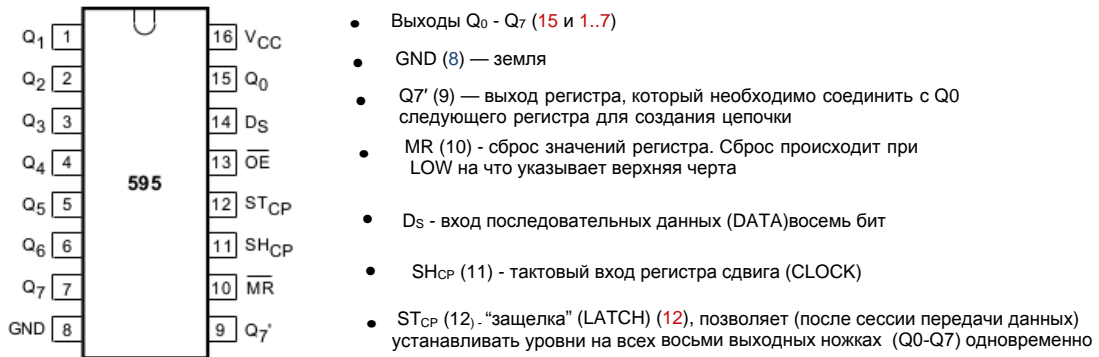 Q1 1
Q2 2
Q3 3
Q4 4
Q5 5
Q6 6
Q7 7
GND 8
595
16 VCC
15 Q0
14 DS
13 OE
12 STCP
11 SHCP
10 MR
9 Q7'
• Выходы Q0 - Q7 (15 и 1..7)
• GND (8) — земля
• Q7′ (9) — выход регистра, который необходимо соединить с Q0
следующего регистра для создания цепочки
• MR (10) - сброс значений регистра. Сброс происходит при
LOW на что указывает верхняя черта
• DS - вход последовательных данных (DATA)восемь бит
• SHCP (11) - тактовый вход регистра сдвига (CLOCK)
• STCP (12) - “защелка” (LATCH) (12), позволяет (после сессии передачи данных)
устанавливать уровни на всех восьми выходных ножках (Q0-Q7) одновременно